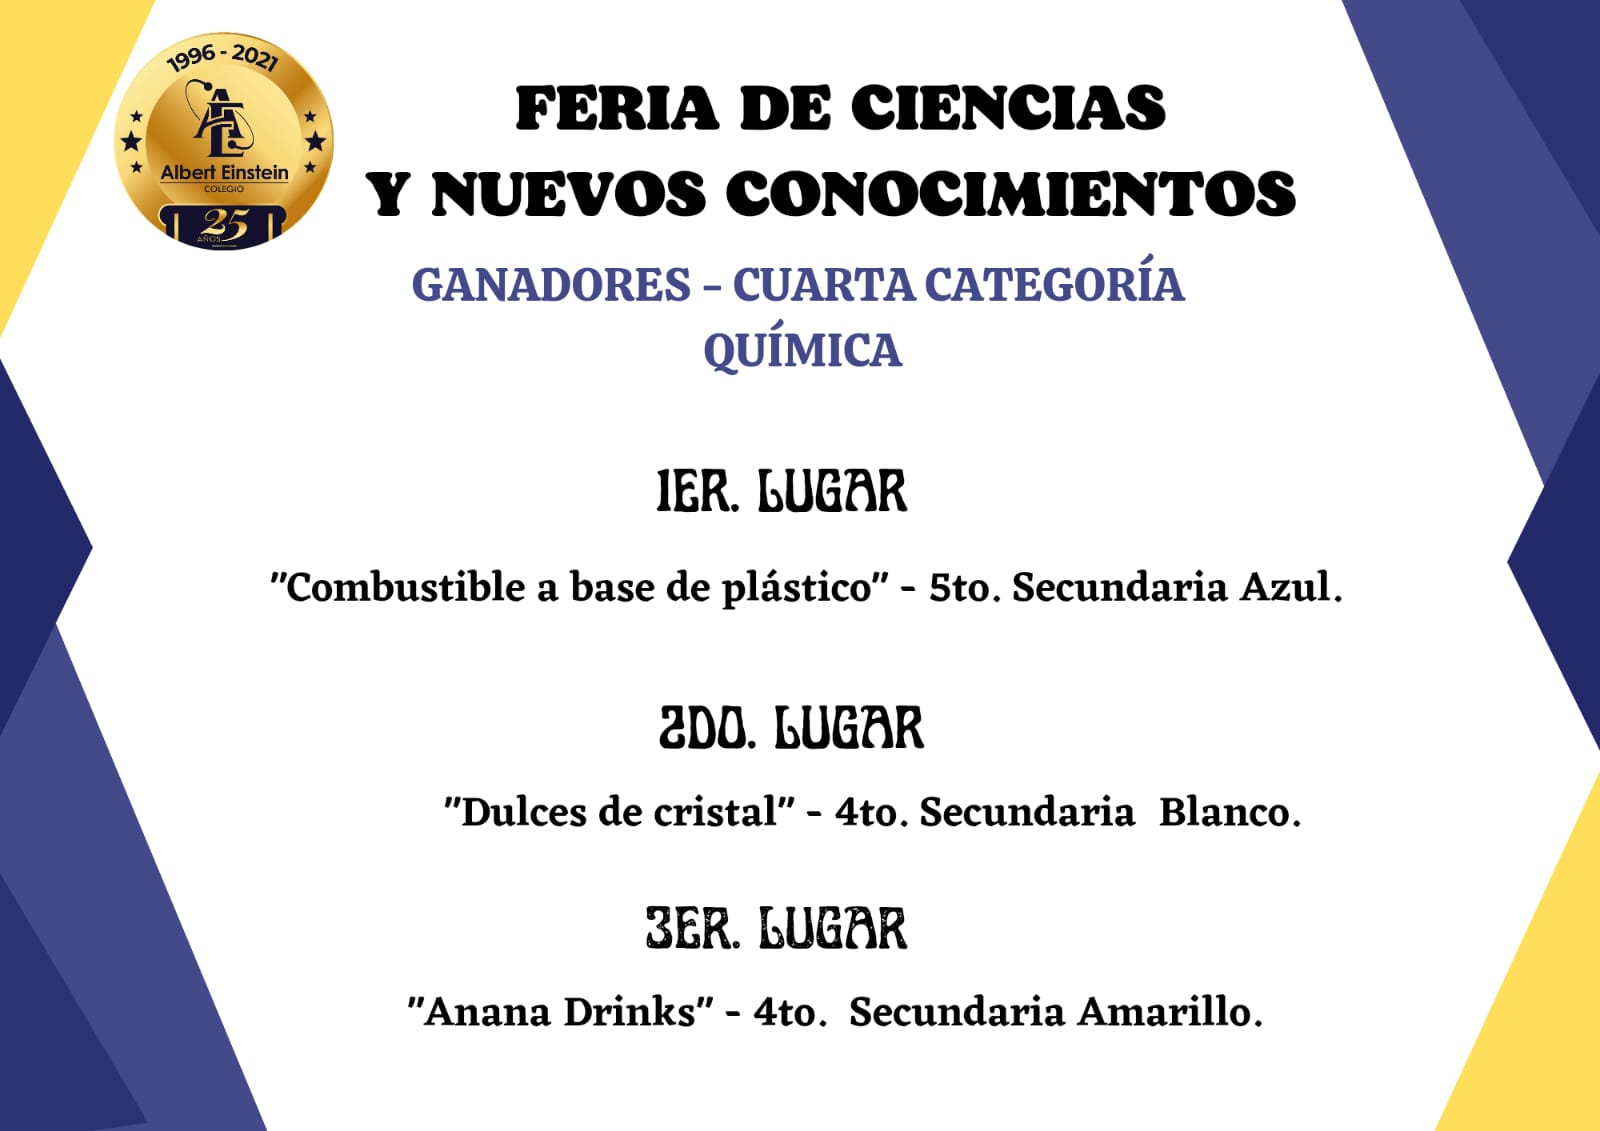 1996 - 2021
AE
Albert Einstein
COLEGIO
25
AÑOS
FERIA DE CIENCIAS
Y NUEVOS CONOCIMIENTOS
GANADORES - CUARTA CATEGORÍA
QUÍMICA
1ER. LUGAR
"Combustible a base de plástico" - 5to. Secundaria Azul.
2DO. LUGAR
"Dulces de cristal" - 4to. Secundaria Blanco.
3ER. LUGAR
"Anana Drinks" - 4to. Secundaria Amarillo.